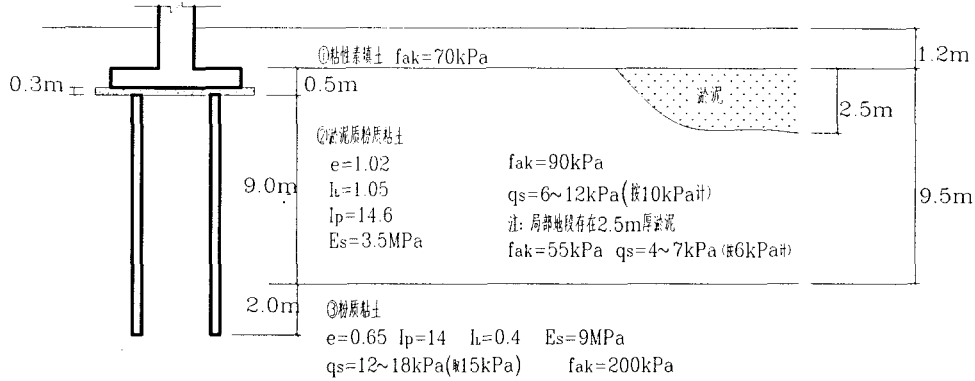 ①粘性素填土 fak=70kPa
1.2m
0.3m
0.5m
淤泥
2.5m
②淤泥质粉质粘土
e=1.02
fak=90kPa
IL=1.05
9.0m
qs=6~12kPa(按10kPa计)
9.5m
Ip=14.6
注: 局部地段存在2.5m厚淤泥
Es=3.5MPa
fak=55kPa qs=4~7kPa(按6kPa计)
2.0m
③粉质粘土
e=0.65 Ip=14 IL=0.4 Es=9MPa
qs=12~18kPa(取15kPa) fak=200kPa